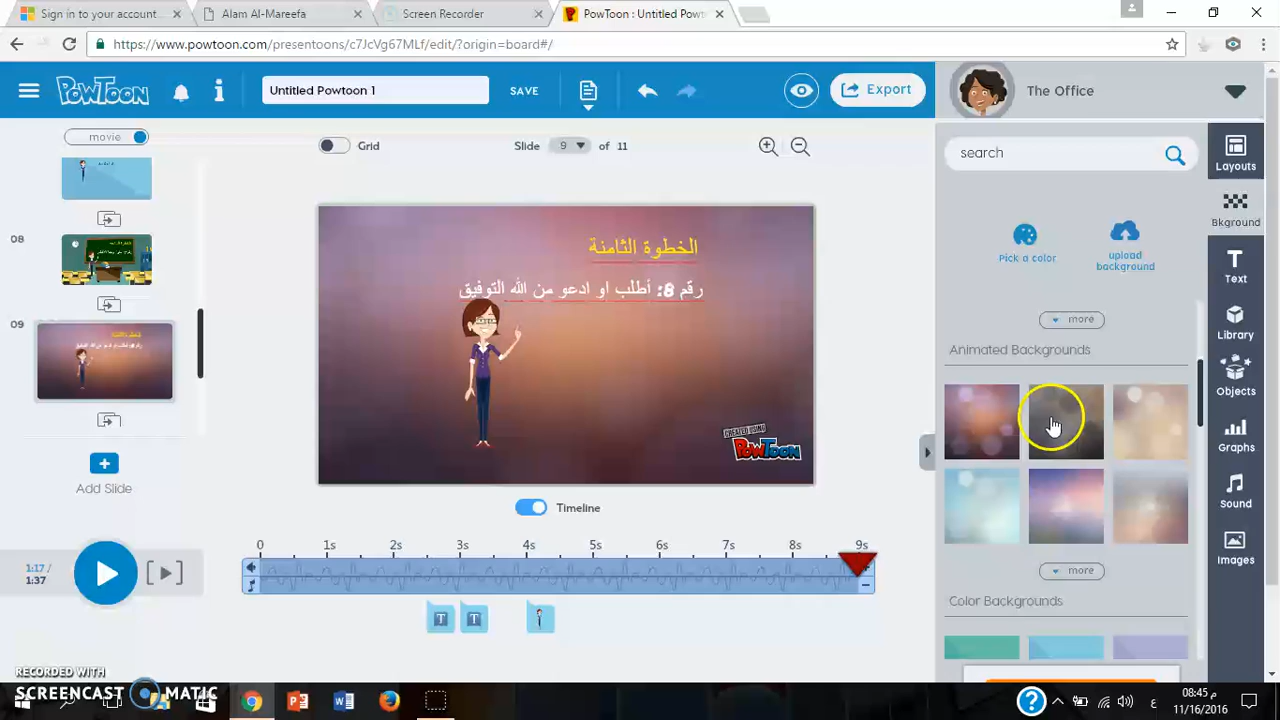 Sign in to your account
Alam Al-Mareefa
Screen Recorder
PowToon : Untitled Powt
https://www.powtoon.com/presentoons/c7JcVg67MLf/edit/?origin=board#/
POWTOON
Untitled Powtoon 1
SAVE
Export
The Office
movie
Grid
Slide 9 of 11
search
Layouts
Bkground
Text
Library
Objects
Graphs
Sound
Images
Pick a color
upload background
more
Animated Backgrounds
more
Color Backgrounds
08
09
Add Slide
الخطوة الثامنة
رقم 8: أطلب او ادعو من الله التوفيق
CREATED USING
POWTOON
Timeline
0 1s 2s 3s 4s 5s 6s 7s 8s 9s
1:17 /
1:37
T T
RECORDED WITH
SCREENCAST MATIC
ع
08:45 م
11/16/2016